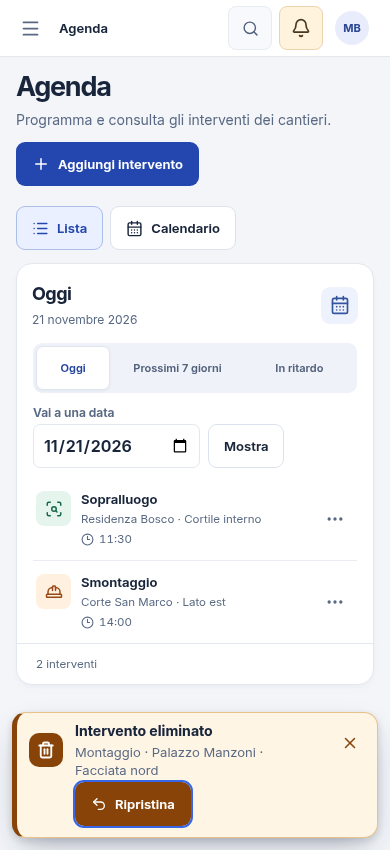 Agenda
MB
Agenda
Programma e consulta gli interventi dei cantieri.
Aggiungi intervento
Lista
Calendario
Oggi
21 novembre 2026
Oggi
Prossimi 7 giorni
In ritardo
Vai a una data
11/21/2026
Mostra
Sopralluogo
Residenza Bosco · Cortile interno
11:30
Smontaggio
Corte San Marco · Lato est
14:00
2 interventi
Intervento eliminato
Montaggio · Palazzo Manzoni ·
Facciata nord
Ripristina